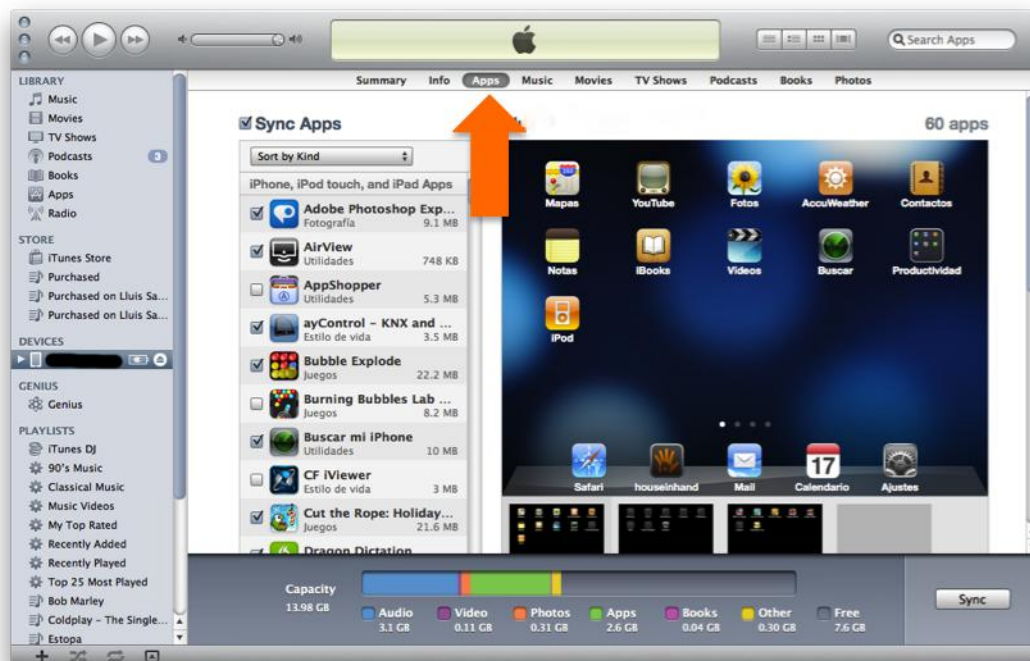 Search Apps
Summary Info Apps Music Movies TV Shows Podcasts Books Photos
LIBRARY
Music
Movies
TV Shows
Podcasts 3
Books
Apps
Radio
STORE
iTunes Store
Purchased
Purchased on Lluis Sa...
Purchased on Lluis Sa...
DEVICES
GENIUS
Genius
PLAYLISTS
iTunes DJ
90's Music
Classical Music
Music Videos
My Top Rated
Recently Added
Recently Played
Top 25 Most Played
Bob Marley
Coldplay – The Single...
Estopa
Sync Apps
60 apps
Sort by Kind
iPhone, iPod touch, and iPad Apps
Adobe Photoshop Exp...
Fotografía 9.1 MB
AirView
Utilidades 748 KB
AppShopper
Utilidades 5.3 MB
ayControl – KNX and ...
Estilo de vida 3.5 MB
Bubble Explode
Juegos 22.2 MB
Burning Bubbles Lab ...
Juegos 8.2 MB
Buscar mi iPhone
Utilidades 10 MB
CF iViewer
Estilo de vida 3 MB
Cut the Rope: Holiday...
Juegos 21.6 MB
Dragon Dictation
Mapas YouTube Fotos AccuWeather Contactos
Notas iBooks Vídeos Buscar Productividad
iPod
17
Safari houseinhand Mail Calendario Ajustes
Capacity
13.98 GB
Audio Video Photos Apps Books Other Free
3.1 GB 0.11 GB 0.31 GB 2.6 GB 0.04 GB 0.30 GB 7.6 GB
Sync